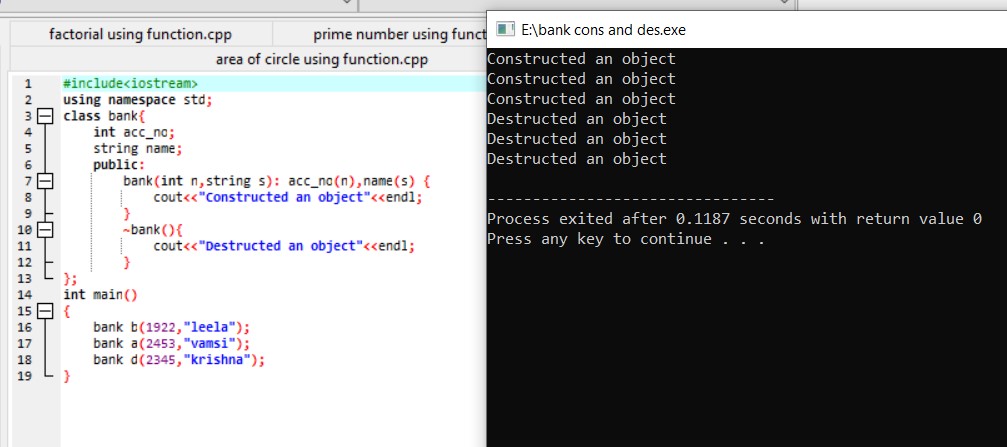 factorial using function.cpp
prime number using funct
area of circle using function.cpp
1 #include<iostream>
2 using namespace std;
3 class bank{
4 int acc_no;
5 string name;
6 public:
7 bank(int n,string s): acc_no(n),name(s) {
8 cout<<"Constructed an object"<<endl;
9 }
10 ~bank(){
11 cout<<"Destructed an object"<<endl;
12 }
13 };
14 int main()
15 {
16 bank b(1922,"leela");
17 bank a(2453,"vamsi");
18 bank d(2345,"krishna");
19 }
E:\bank cons and des.exe
Constructed an object
Constructed an object
Constructed an object
Destructed an object
Destructed an object
Destructed an object
--------------------------------
Process exited after 0.1187 seconds with return value 0
Press any key to continue . . .